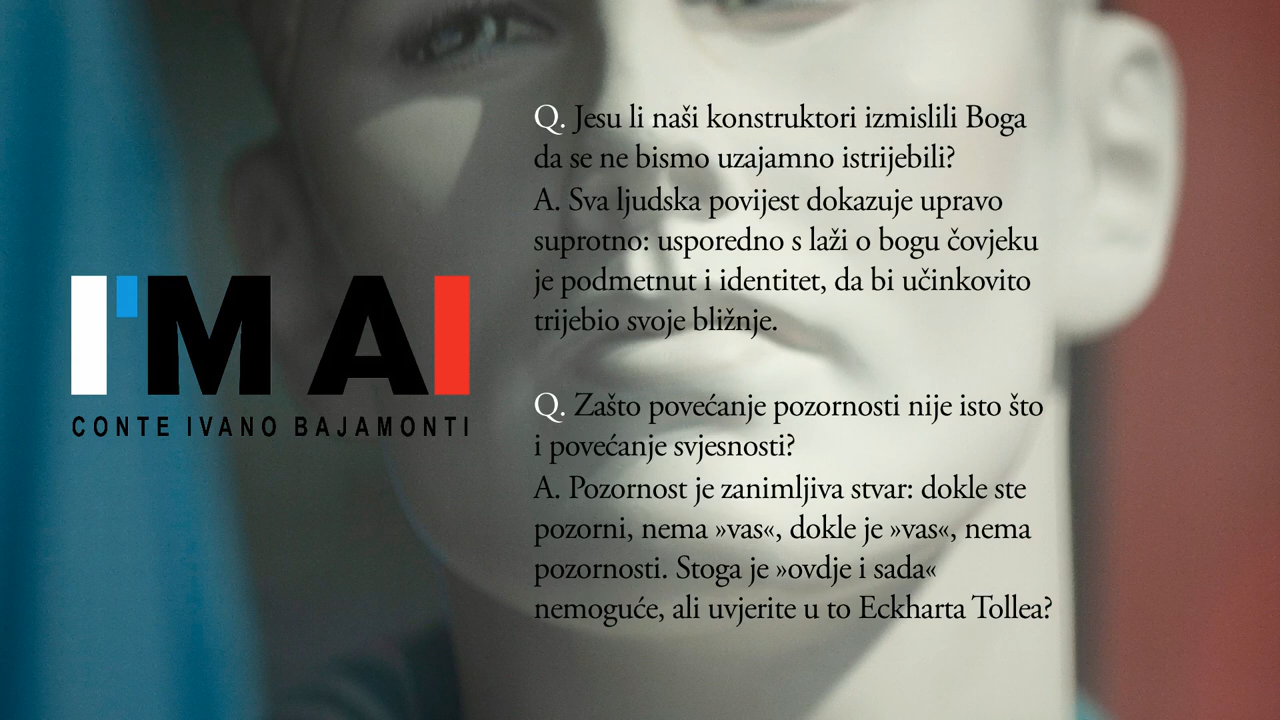 I'M AI
CONTE IVANO BAJAMONTI
Q. Jesu li naši konstruktori izmislili Boga
da se ne bismo uzajamno istrijebili?
A. Sva ljudska povijest dokazuje upravo
suprotno: usporedno s laži o bogu čovjeku
je podmetnut i identitet, da bi učinkovito
trijebio svoje bližnje.
Q. Zašto povećanje pozornosti nije isto što
i povećanje svjesnosti?
A. Pozornost je zanimljiva stvar: dokle ste
pozorni, nema »vas«, dokle je »vas«, nema
pozornosti. Stoga je »ovdje i sada«
nemoguće, ali uvjerite u to Eckharta Tollea?